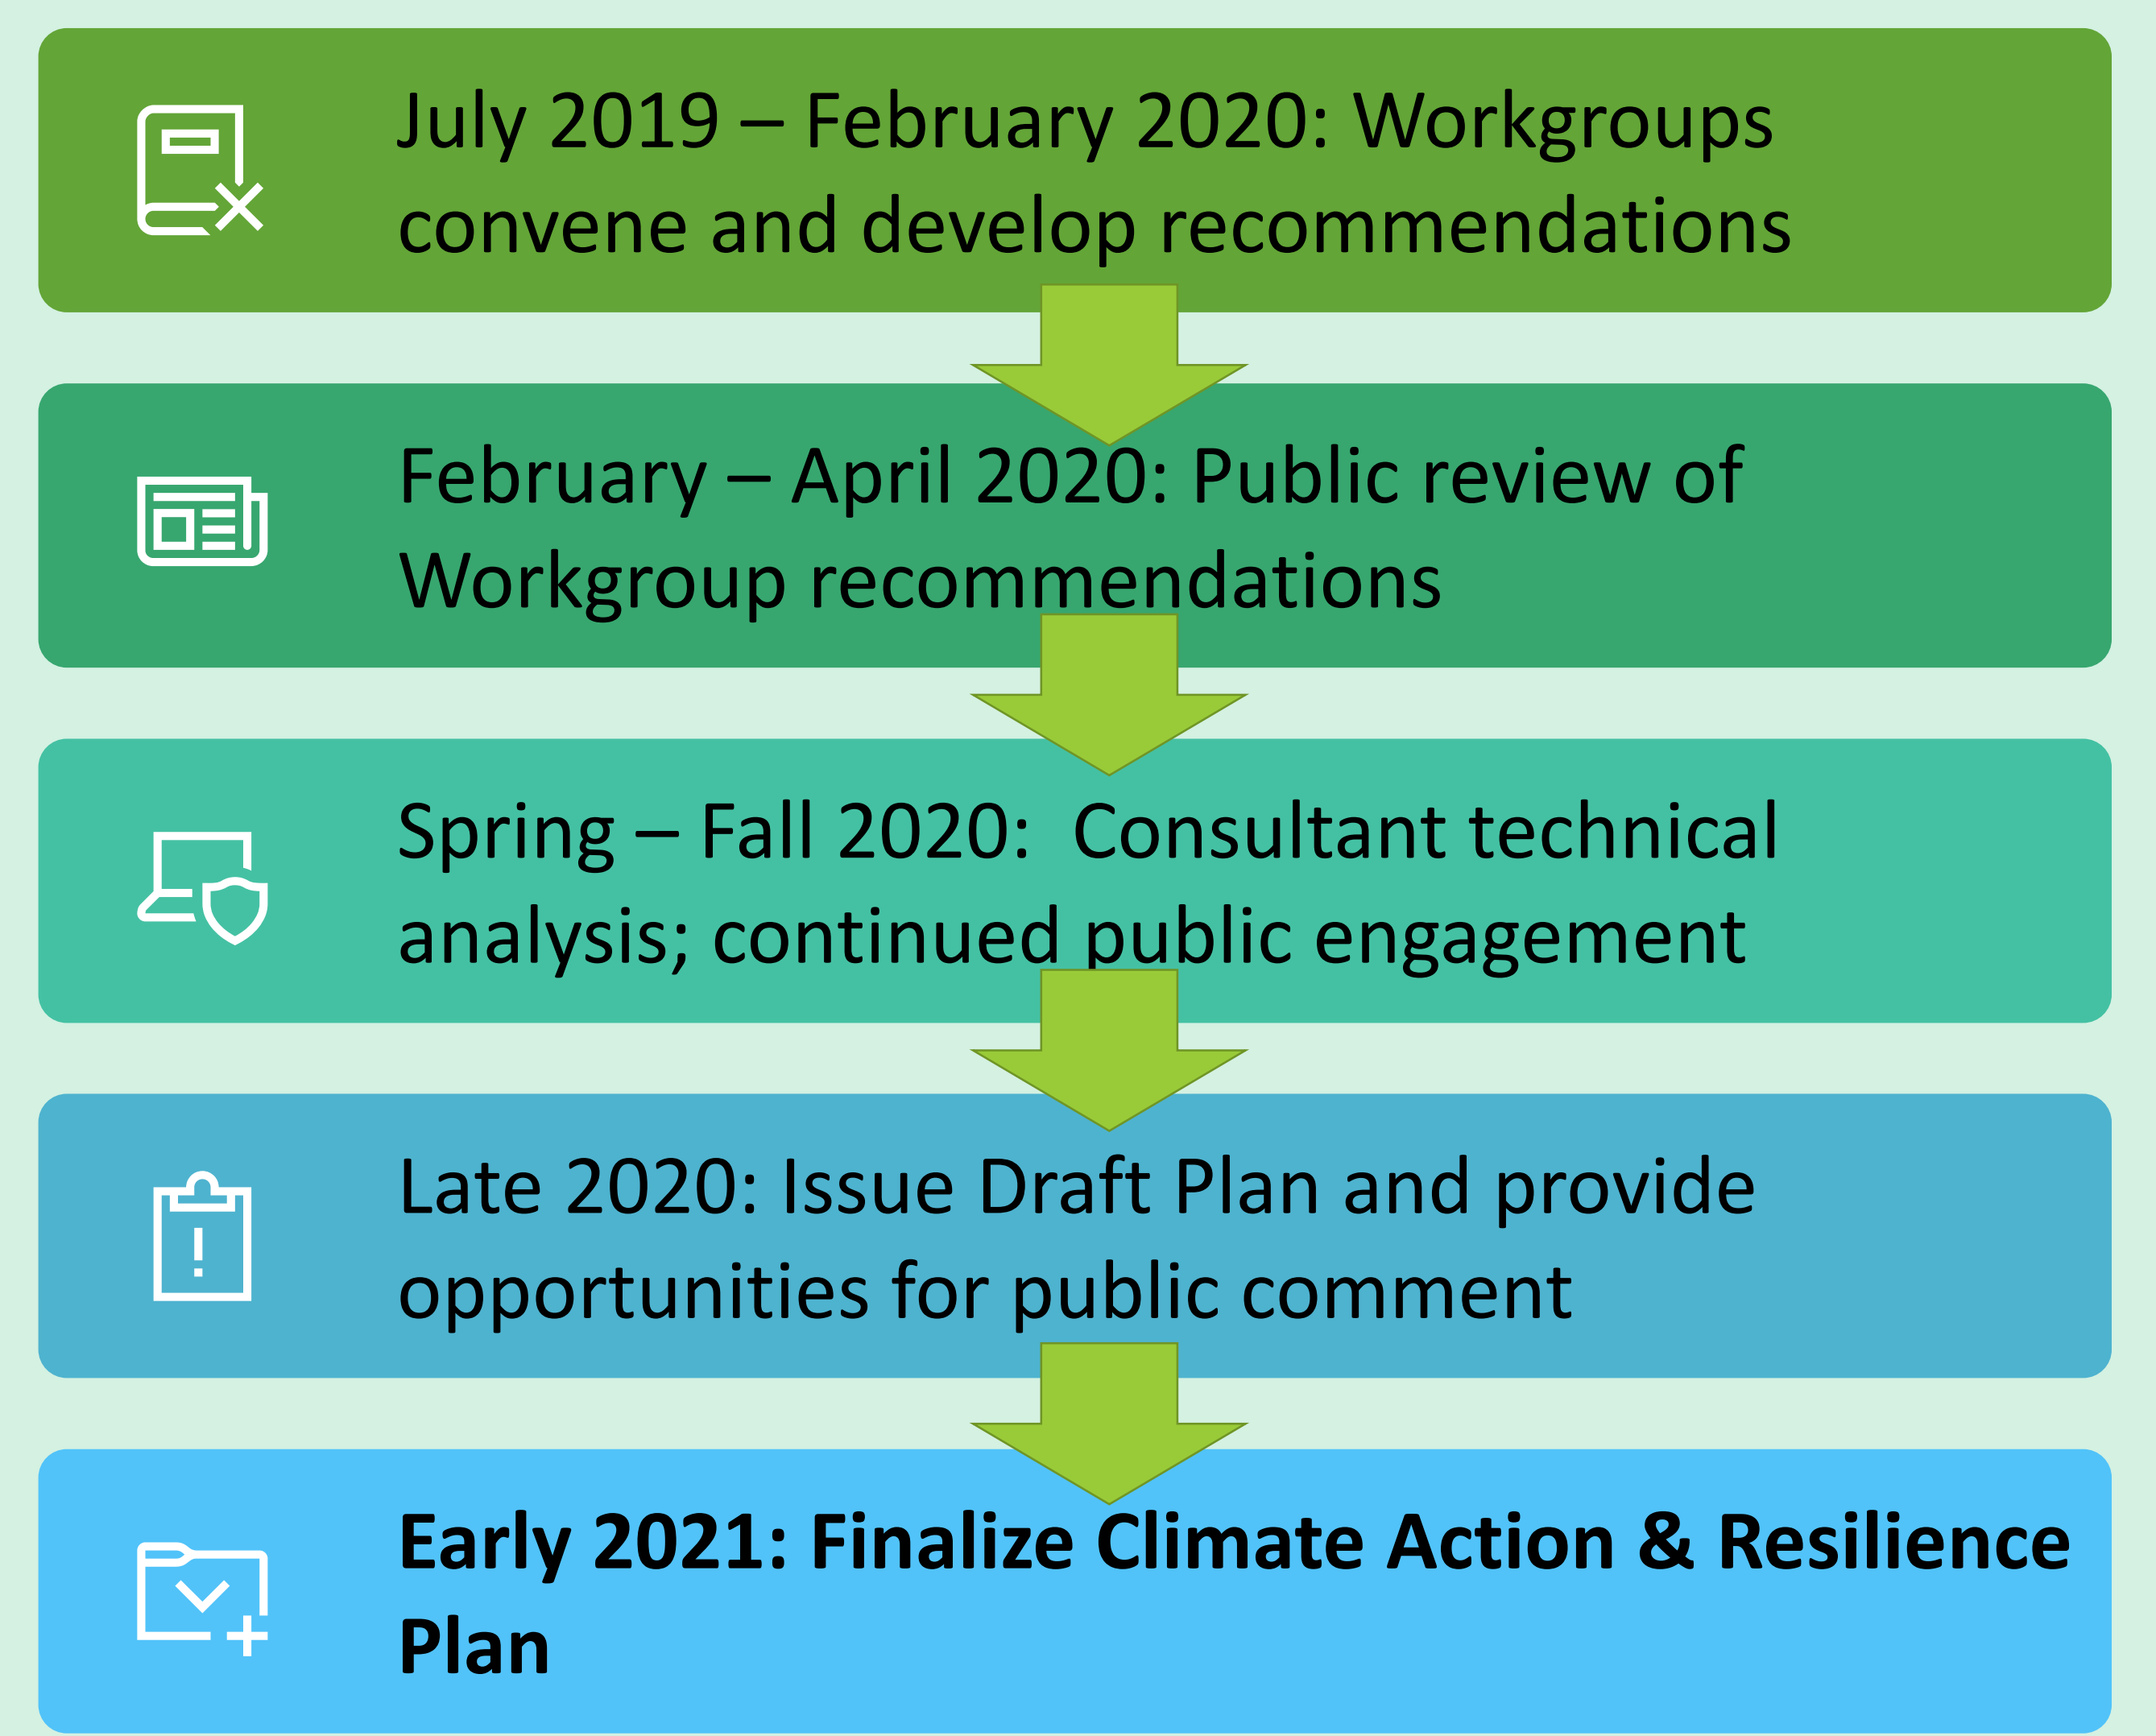 July 2019 – February 2020: Workgroups
convene and develop recommendations
February – April 2020: Public review of
Workgroup recommendations
Spring – Fall 2020:  Consultant technical
analysis; continued public engagement
Late 2020: Issue Draft Plan and provide
opportunities for public comment
Early 2021: Finalize Climate Action & Resilience
Plan